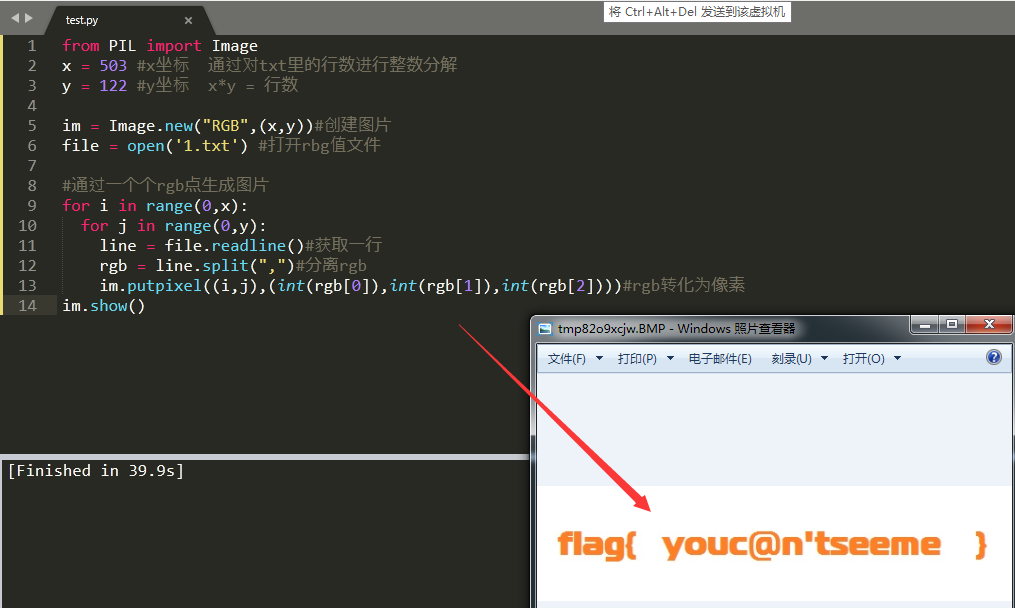 将 Ctrl+Alt+Del 发送到该虚拟机
test.py
1 from PIL import Image
2 x = 503 #x坐标  通过对txt里的行数进行整数分解
3 y = 122 #y坐标  x*y = 行数
4
5 im = Image.new("RGB",(x,y))#创建图片
6 file = open('1.txt') #打开rbg值文件
7
8 #通过一个个rgb点生成图片
9 for i in range(0,x):
10   for j in range(0,y):
11     line = file.readline()#获取一行
12     rgb = line.split(",")#分离rgb
13     im.putpixel((i,j),(int(rgb[0]),int(rgb[1]),int(rgb[2])))#rgb转化为像素
14 im.show()
tmp82o9xcjw.BMP - Windows 照片查看器
文件(F) 打印(P) 电子邮件(E) 刻录(U) 打开(O)
[Finished in 39.9s]
flag{ youc@n'tseeme }